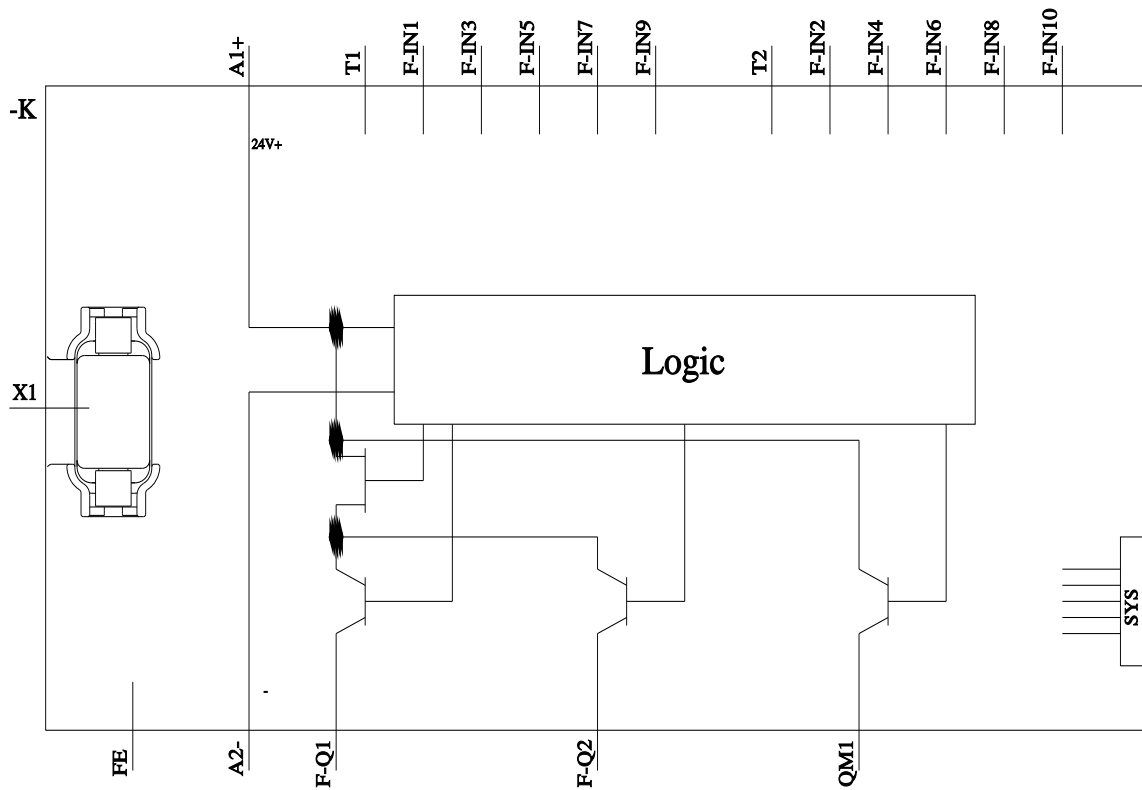 A1+
T1
F-IN1
F-IN3
F-IN5
F-IN7
F-IN9
T2
F-IN2
F-IN4
F-IN6
F-IN8
F-IN10
-K
24V+
Logic
X1
SYS
-
FE
A2-
F-Q1
F-Q2
QM1